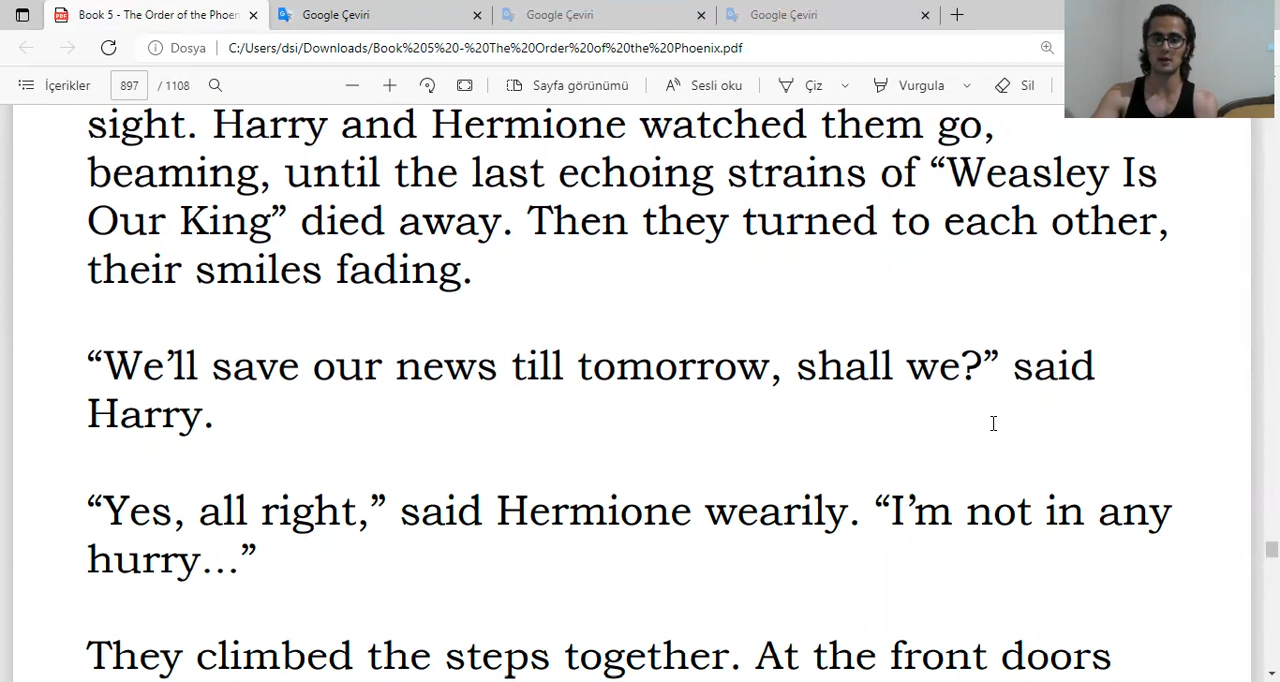 Book 5 - The Order of the Phoen
Google Çeviri
Google Çeviri
Google Çeviri
Dosya
C:/Users/dsi/Downloads/Book%205%20-%20The%20Order%20of%20the%20Phoenix.pdf
İçerikler
897 / 1108
Sayfa görünümü
Sesli oku
Çiz
Vurgula
Sil
sight. Harry and Hermione watched them go,
beaming, until the last echoing strains of “Weasley Is
Our King” died away. Then they turned to each other,
their smiles fading.
“We’ll save our news till tomorrow, shall we?” said
Harry.
“Yes, all right,” said Hermione wearily. “I’m not in any
hurry...”
They climbed the steps together. At the front doors